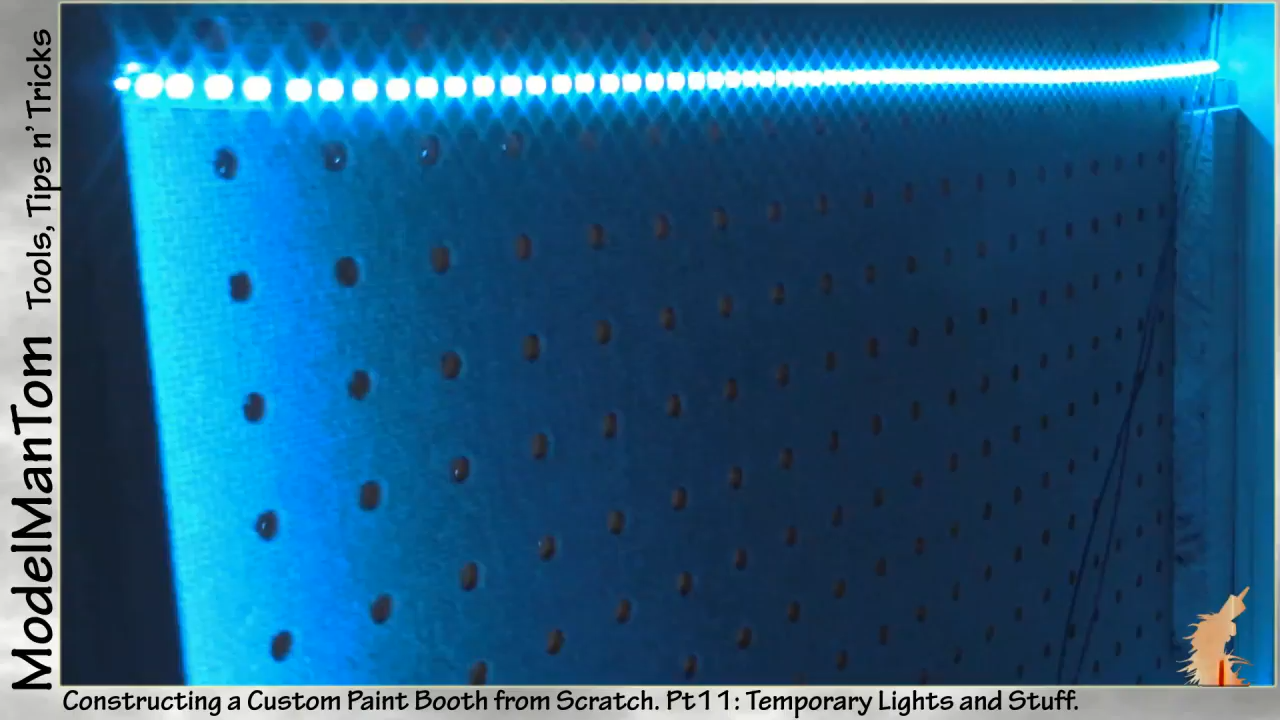 ModelManTom Tools, Tips n' Tricks
Constructing a Custom Paint Booth from Scratch. Pt11: Temporary Lights and Stuff.